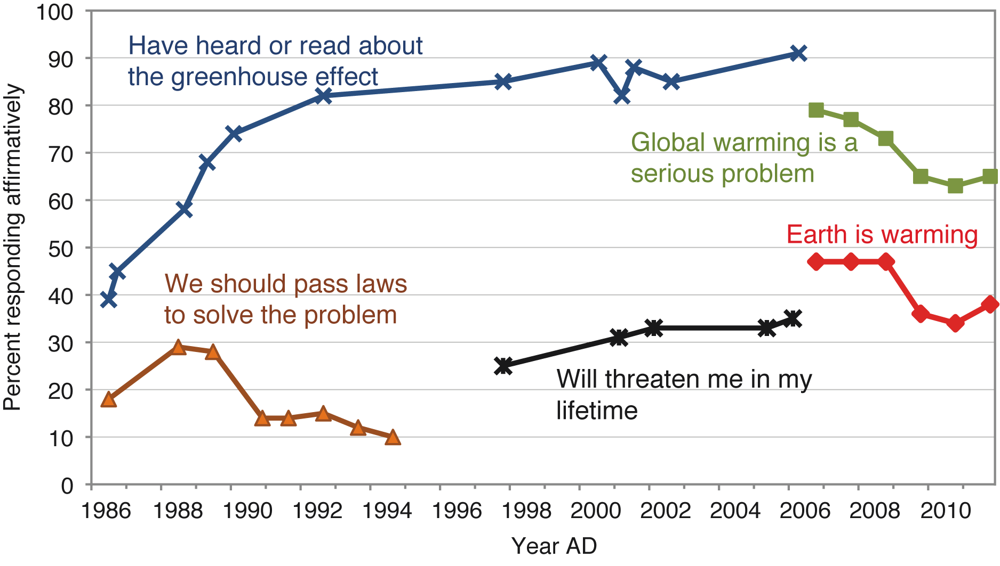 100
90
80
70
60
50
40
30
20
10
0
Percent responding affirmatively
Have heard or read about
the greenhouse effect
Global warming is a
serious problem
Earth is warming
We should pass laws
to solve the problem
Will threaten me in my
lifetime
1986 1988 1990 1992 1994 1996 1998 2000 2002 2004 2006 2008 2010
Year AD